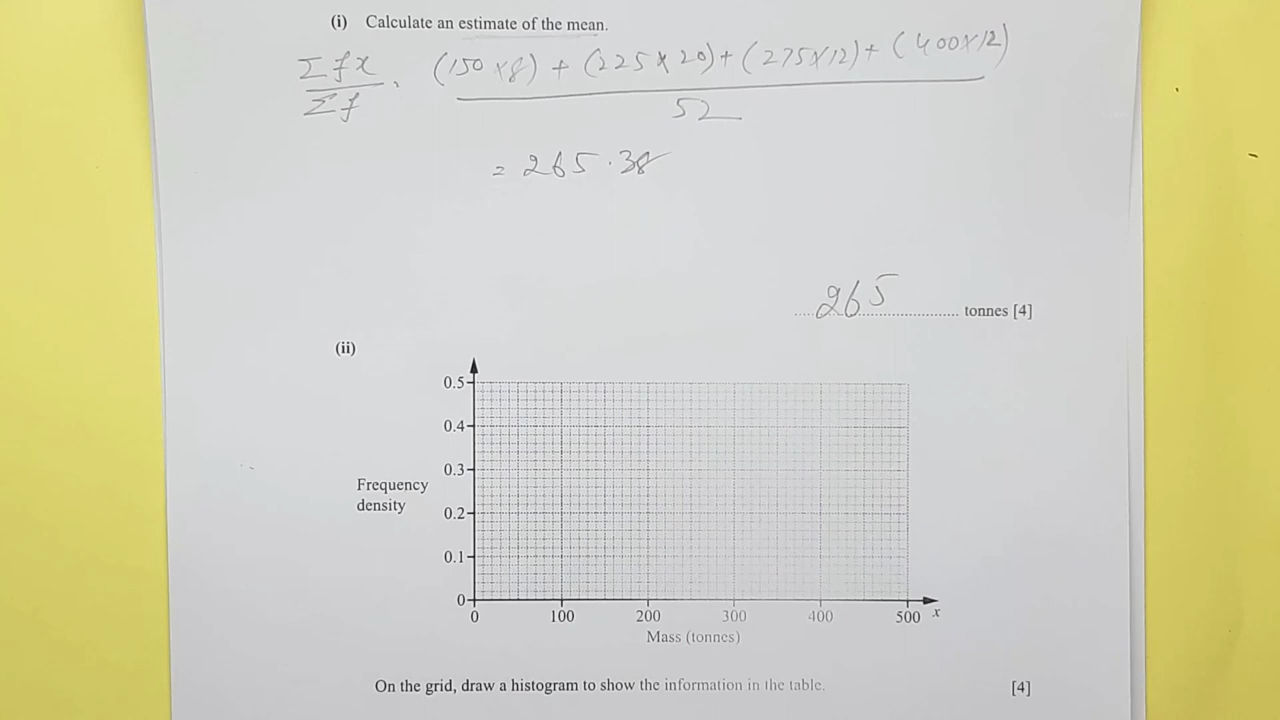 (i) Calculate an estimate of the mean.
Σfx / Σf . (150 x 8) + (225 x 20) + (275 x 12) + (400 x 12) / 52
= 265.38
265 tonnes [4]
(ii)
0.5
0.4
0.3
Frequency
density
0.2
0.1
0
0 100 200 300 400 500 x
Mass (tonnes)
On the grid, draw a histogram to show the information in the table. [4]